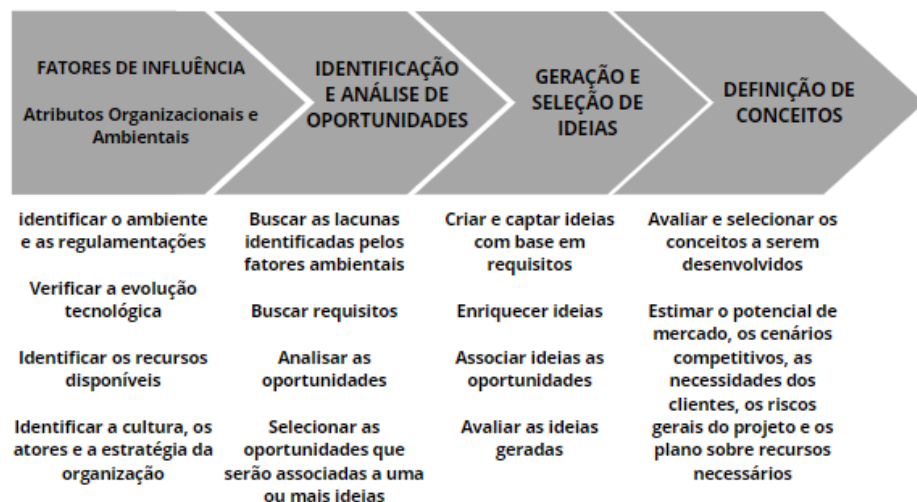 FATORES DE INFLUÊNCIA
Atributos Organizacionais e
Ambientais
IDENTIFICAÇÃO
E ANÁLISE DE
OPORTUNIDADES
GERAÇÃO E
SELEÇÃO DE
IDEIAS
DEFINIÇÃO DE
CONCEITOS
identificar o ambiente
e as regulamentações
Verificar a evolução
tecnológica
Identificar os recursos
disponíveis
Identificar a cultura, os
atores e a estratégia da
organização
Buscar as lacunas
identificadas pelos
fatores ambientais
Buscar requisitos
Analisar as
oportunidades
Selecionar as
oportunidades que
serão associadas a uma
ou mais ideias
Criar e captar ideias
com base em
requisitos
Enriquecer ideias
Associar ideias as
oportunidades
Avaliar as ideias
geradas
Avaliar e selecionar os
conceitos a serem
desenvolvidos
Estimar o potencial de
mercado, os cenários
competitivos, as
necessidades dos
clientes, os riscos
gerais do projeto e os
plano sobre recursos
necessários